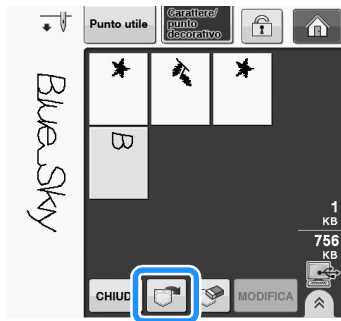 Punto utile
Carattere/
punto
decorativo
Blue_Sky
B
1
KB
756
KB
CHIUD
MODIFICA